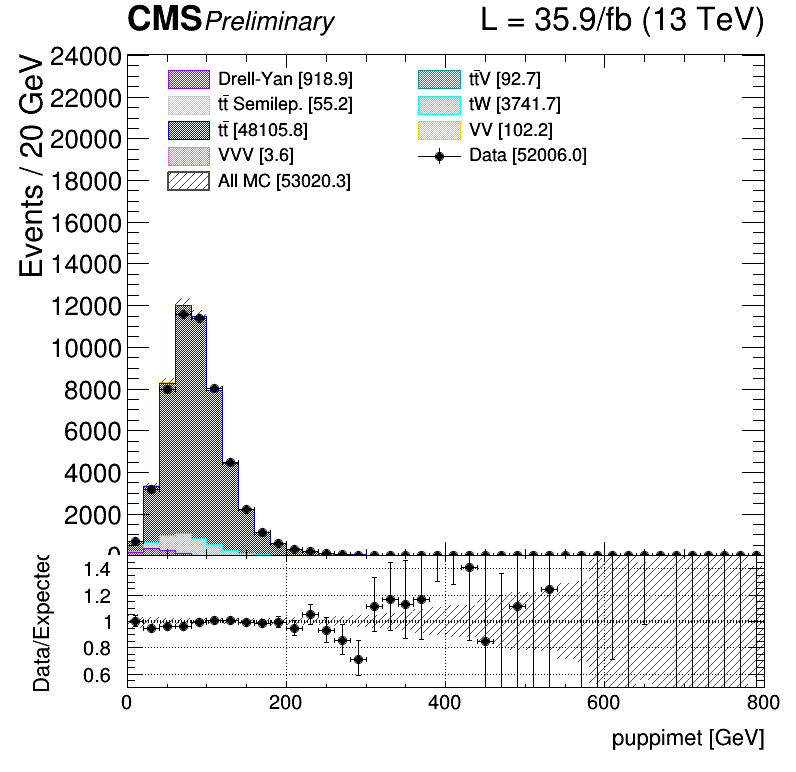 CMS Preliminary L = 35.9/fb (13 TeV)
Events / 20 GeV
24000
22000
20000
18000
16000
14000
12000
10000
8000
6000
4000
2000
0
Drell-Yan [918.9]
tt̄ Semilep. [55.2]
tt̄ [48105.8]
VVV [3.6]
All MC [53020.3]
tt̄V [92.7]
tW [3741.7]
VV [102.2]
Data [52006.0]
Data/Expected
1.4
1.2
1
0.8
0.6
0 200 400 600 800
puppimet [GeV]